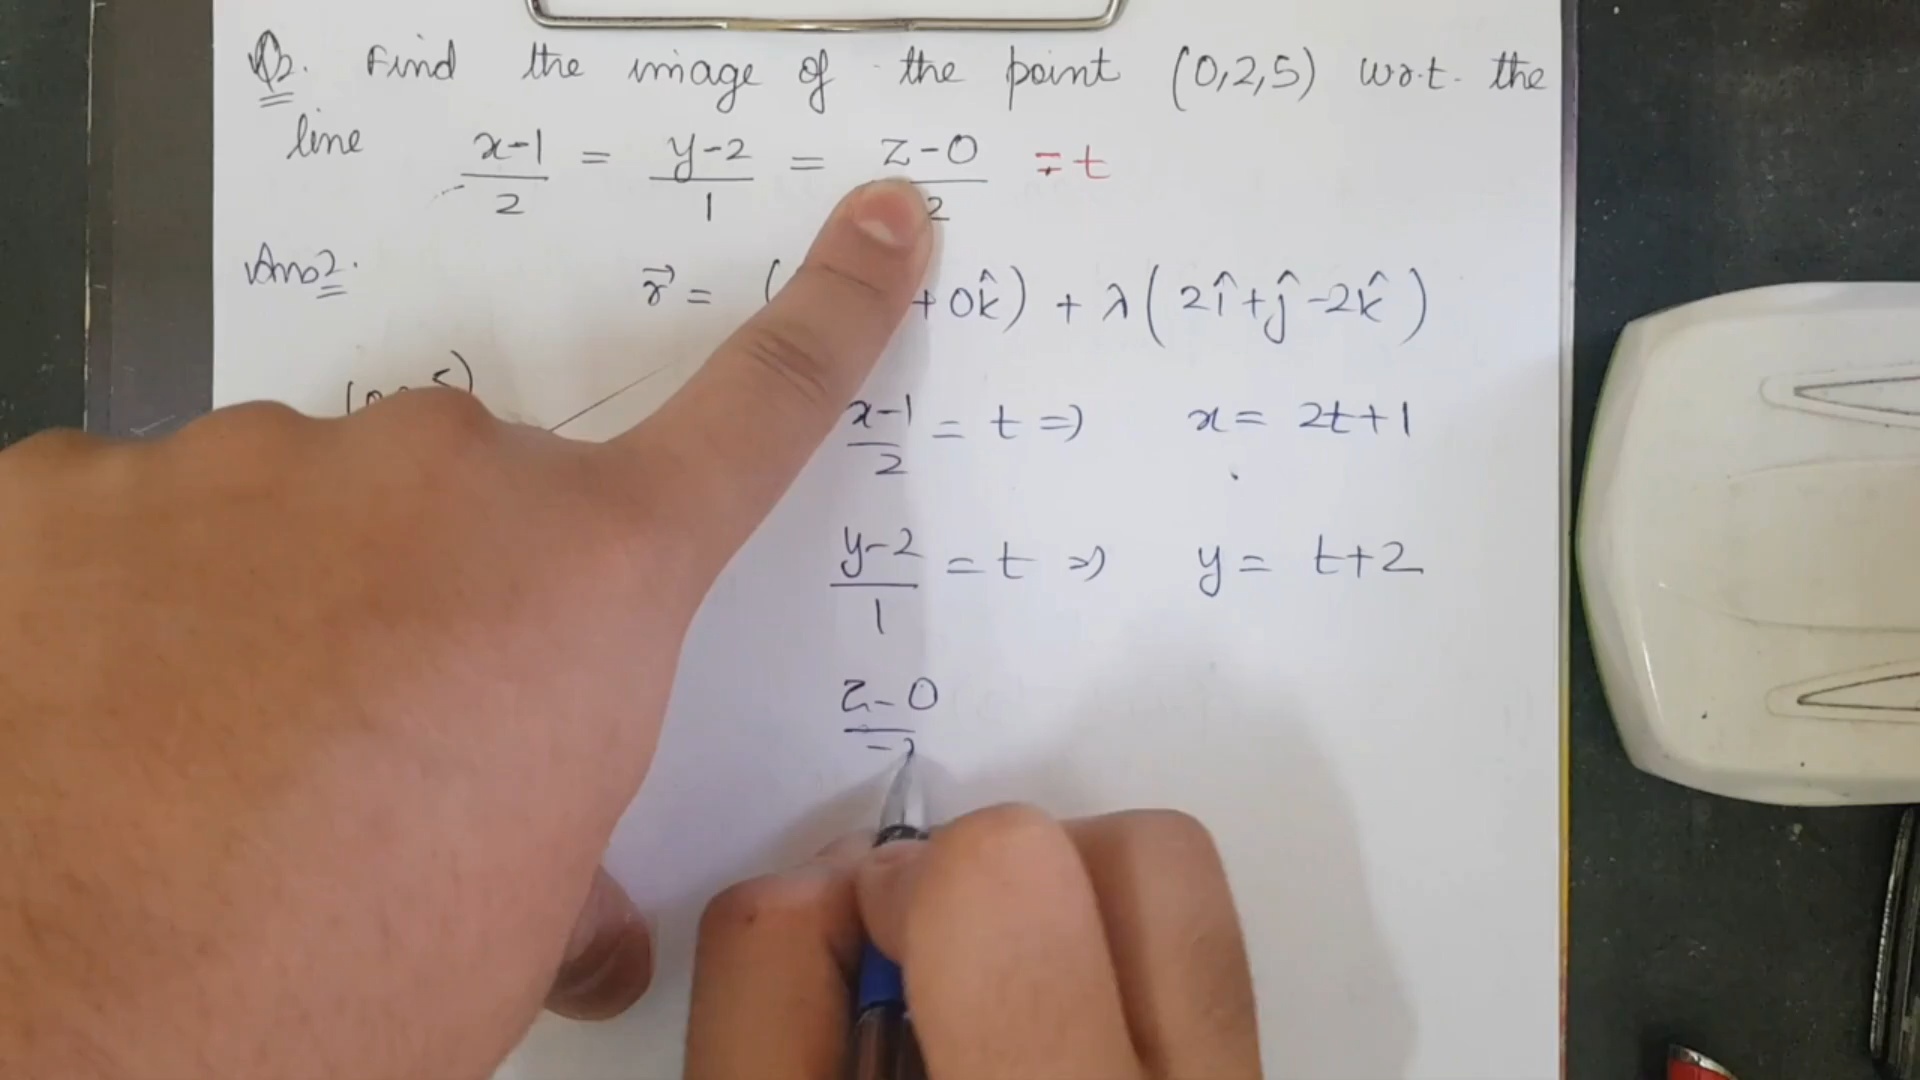 Q2. Find the image of the point (0,2,5) w.r.t. the
line x-1/2 = y-2/1 = z-0/2 = t
Ans2. r⃗ = ( +0k̂) + λ(2î+ĵ-2k̂)
x-1/2 = t ⇒ x = 2t+1
y-2/1 = t ⇒ y = t+2
z-0/-2